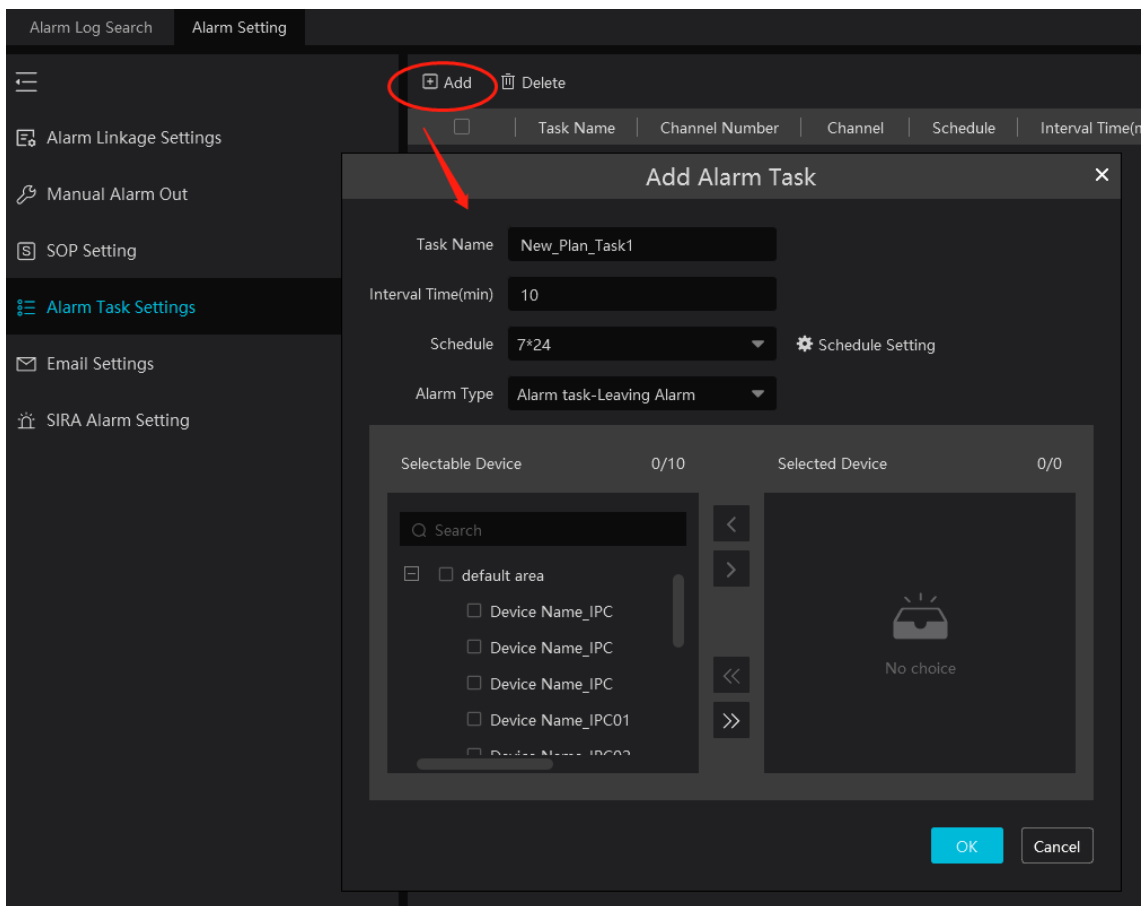 Alarm Log Search Alarm Setting
Add Delete
Alarm Linkage Settings
Manual Alarm Out
SOP Setting
Alarm Task Settings
Email Settings
SIRA Alarm Setting
Task Name Channel Number Channel Schedule Interval Time(
Add Alarm Task
Task Name New_Plan_Task1
Interval Time(min) 10
Schedule 7*24 Schedule Setting
Alarm Type Alarm task-Leaving Alarm
Selectable Device 0/10 Selected Device 0/0
Search
default area
Device Name_IPC
Device Name_IPC
Device Name_IPC
Device Name_IPC01
No choice
OK Cancel